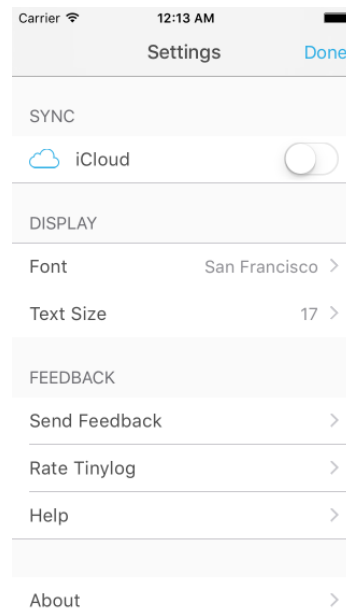 Carrier 12:13 AM
Settings Done
SYNC
iCloud
DISPLAY
Font San Francisco
Text Size 17
FEEDBACK
Send Feedback
Rate Tinylog
Help
About